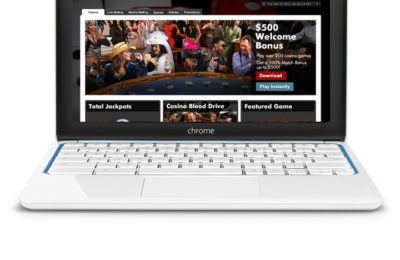 Casino Live Betting Mobile Betting Games Articles Promotions
$500
Welcome
Bonus
Play over 300 casino games
Get a 100% Match Bonus
up to $500!
Download
Play Instantly
Total Jackpots
Casino Blood Drive
Featured Game
chrome